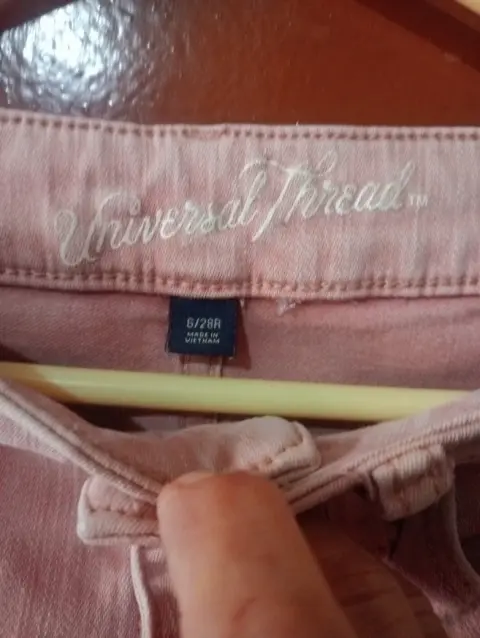 Universal Thread™
6/28R
MADE IN
VIETNAM